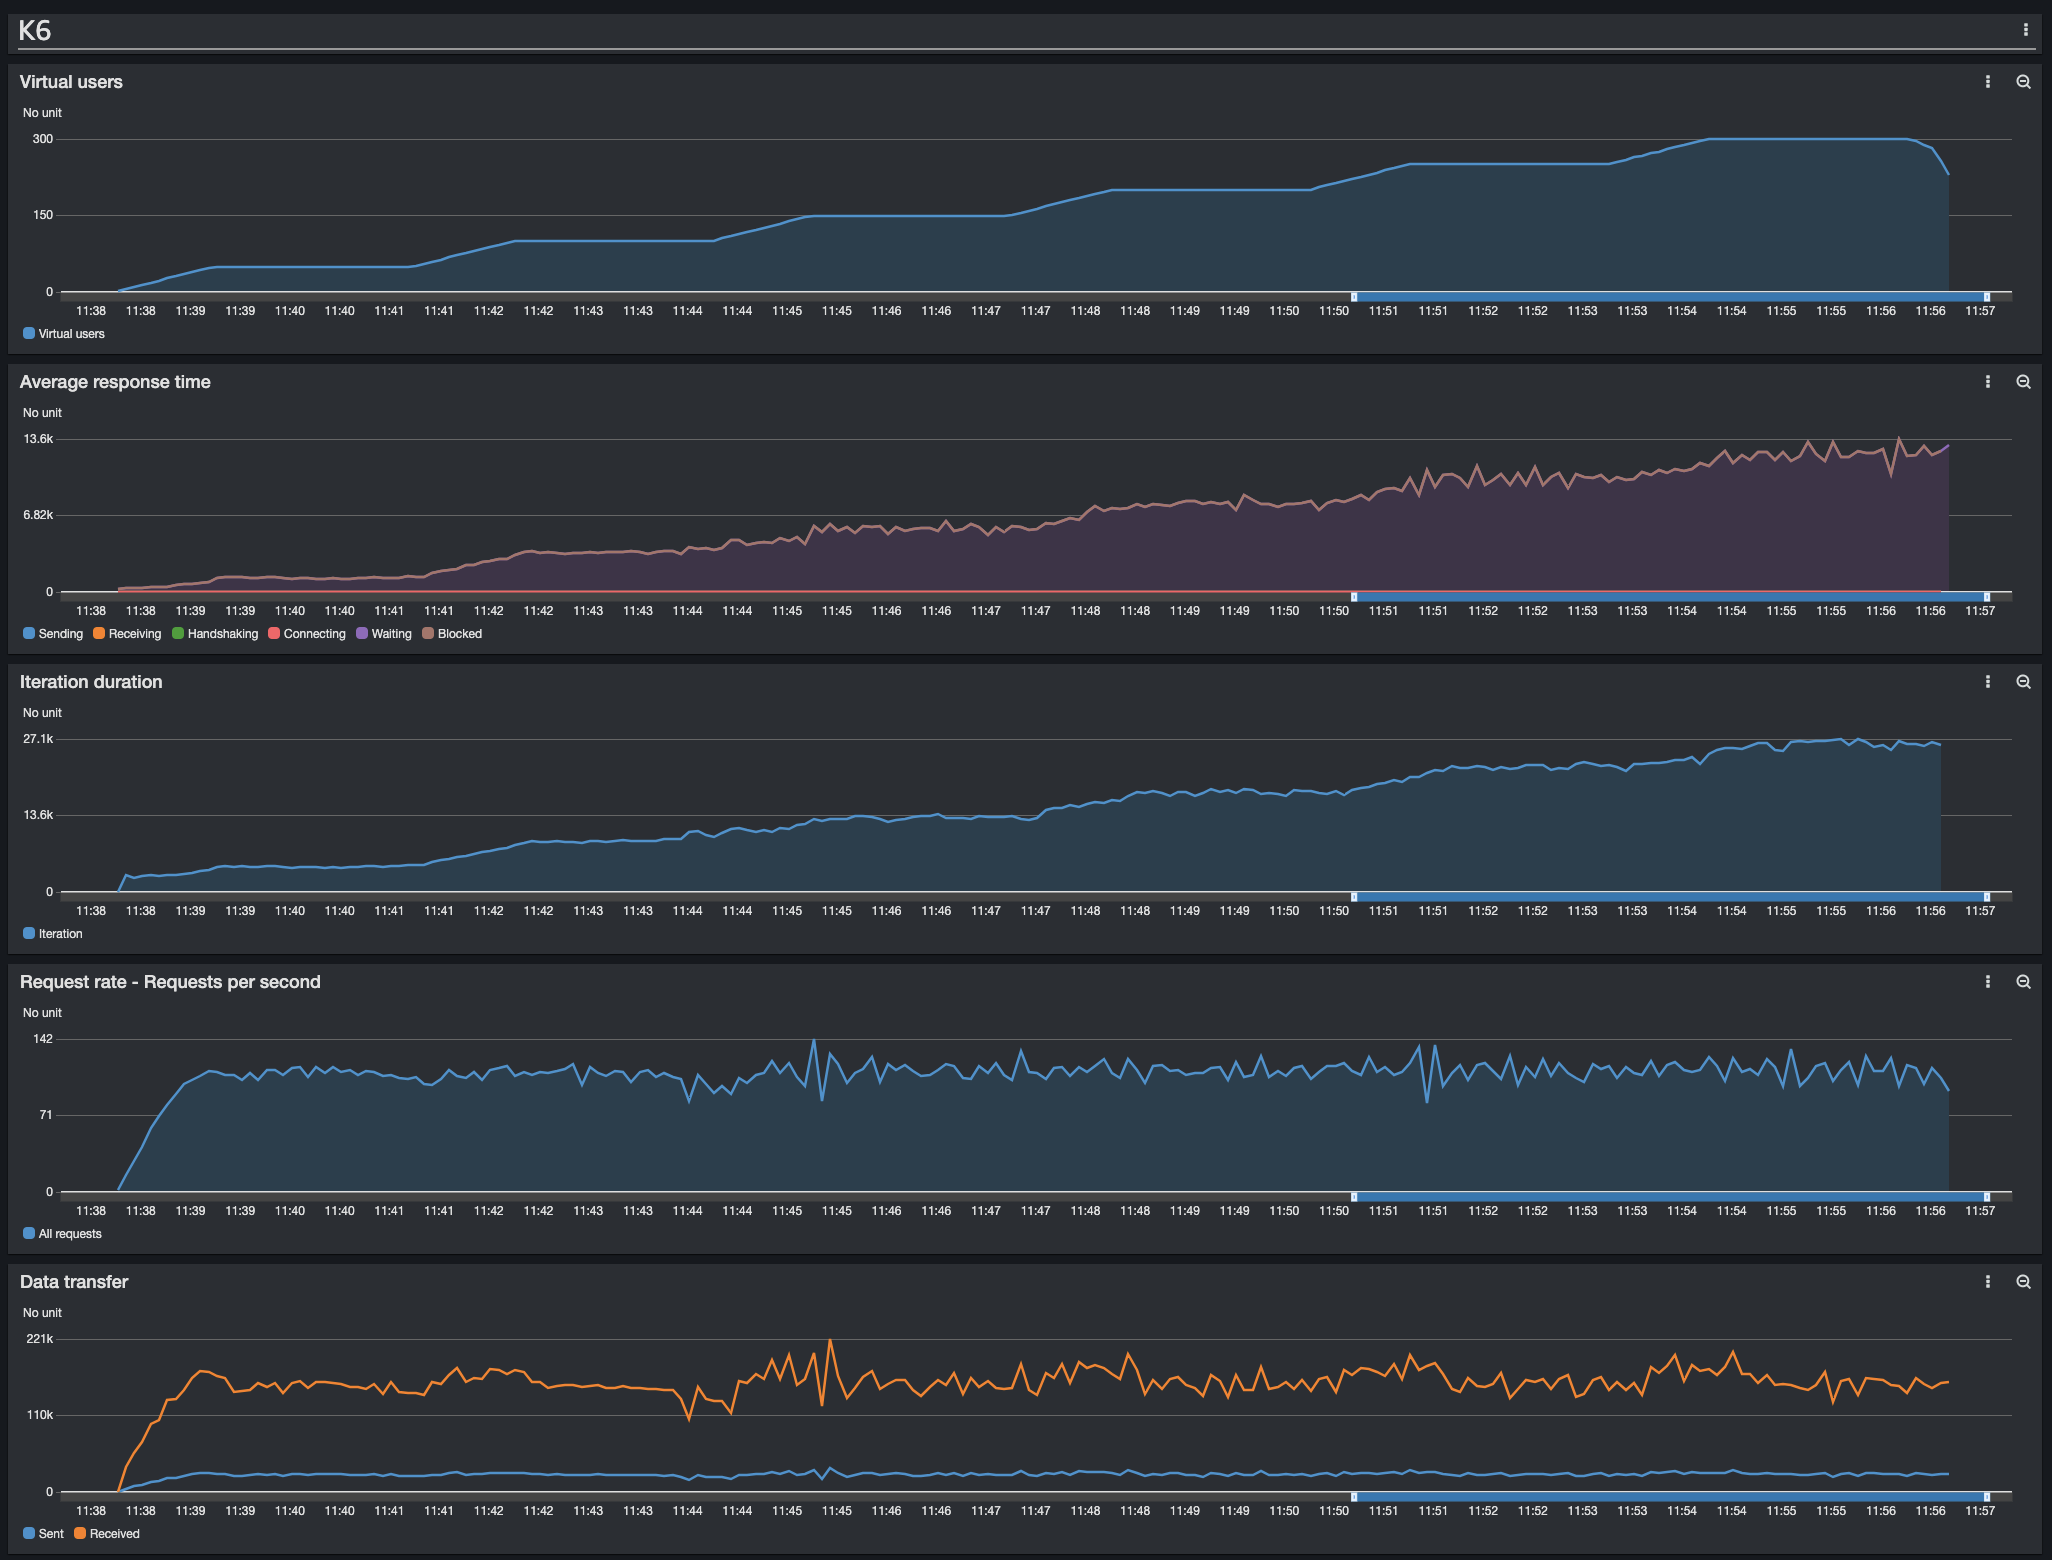 K6
Virtual users
No unit
300
150
0
11:38 11:38 11:39 11:39 11:40 11:40 11:41 11:41 11:42 11:42 11:43 11:43 11:44 11:44 11:45 11:45 11:46 11:46 11:47 11:47 11:48 11:48 11:49 11:49 11:50 11:50 11:51 11:51 11:52 11:52 11:53 11:53 11:54 11:54 11:55 11:55 11:56 11:56 11:57
Virtual users
Average response time
No unit
13.6k
6.82k
0
11:38 11:38 11:39 11:39 11:40 11:40 11:41 11:41 11:42 11:42 11:43 11:43 11:44 11:44 11:45 11:45 11:46 11:46 11:47 11:47 11:48 11:48 11:49 11:49 11:50 11:50 11:51 11:51 11:52 11:52 11:53 11:53 11:54 11:54 11:55 11:55 11:56 11:56 11:57
Sending Receiving Handshaking Connecting Waiting Blocked
Iteration duration
No unit
27.1k
13.6k
0
11:38 11:38 11:39 11:39 11:40 11:40 11:41 11:41 11:42 11:42 11:43 11:43 11:44 11:44 11:45 11:45 11:46 11:46 11:47 11:47 11:48 11:48 11:49 11:49 11:50 11:50 11:51 11:51 11:52 11:52 11:53 11:53 11:54 11:54 11:55 11:55 11:56 11:56 11:57
Iteration
Request rate - Requests per second
No unit
142
71
0
11:38 11:38 11:39 11:39 11:40 11:40 11:41 11:41 11:42 11:42 11:43 11:43 11:44 11:44 11:45 11:45 11:46 11:46 11:47 11:47 11:48 11:48 11:49 11:49 11:50 11:50 11:51 11:51 11:52 11:52 11:53 11:53 11:54 11:54 11:55 11:55 11:56 11:56 11:57
All requests
Data transfer
No unit
221k
110k
0
11:38 11:38 11:39 11:39 11:40 11:40 11:41 11:41 11:42 11:42 11:43 11:43 11:44 11:44 11:45 11:45 11:46 11:46 11:47 11:47 11:48 11:48 11:49 11:49 11:50 11:50 11:51 11:51 11:52 11:52 11:53 11:53 11:54 11:54 11:55 11:55 11:56 11:56 11:57
Sent Received